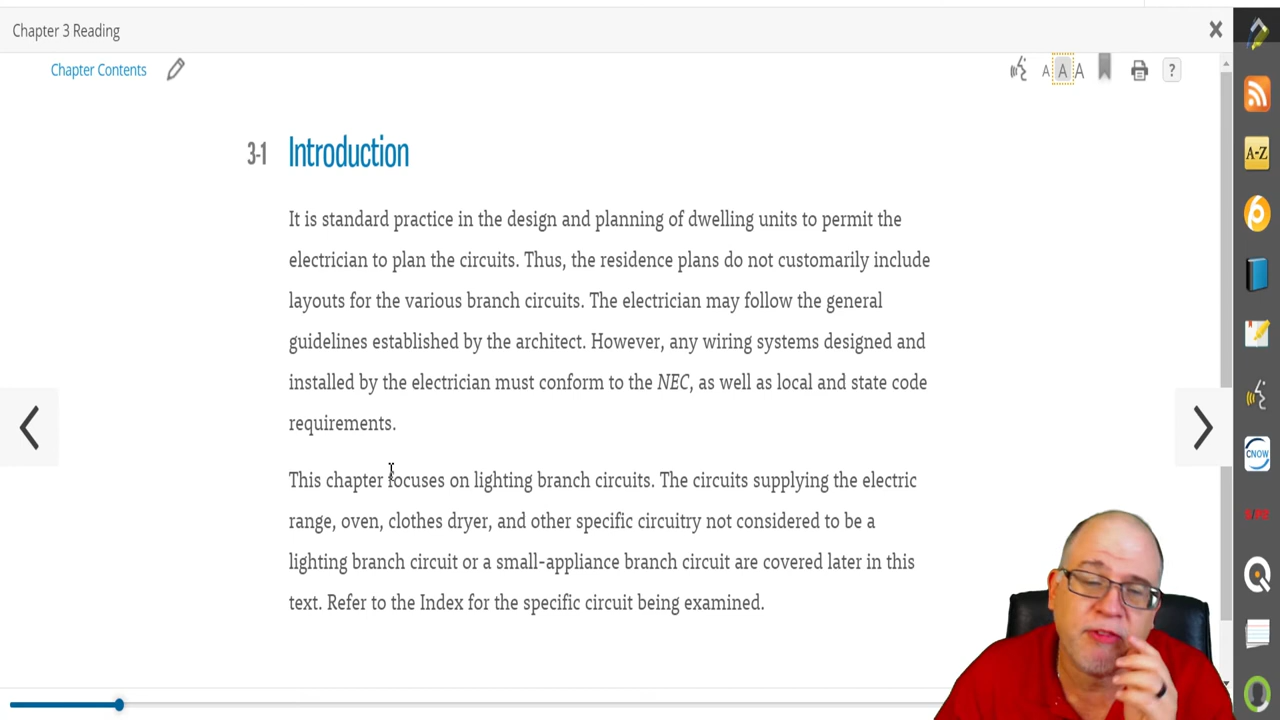 Chapter 3 Reading
Chapter Contents
A A A
?
3-1 Introduction
It is standard practice in the design and planning of dwelling units to permit the
electrician to plan the circuits. Thus, the residence plans do not customarily include
layouts for the various branch circuits. The electrician may follow the general
guidelines established by the architect. However, any wiring systems designed and
installed by the electrician must conform to the NEC, as well as local and state code
requirements.
This chapter focuses on lighting branch circuits. The circuits supplying the electric
range, oven, clothes dryer, and other specific circuitry not considered to be a
lighting branch circuit or a small-appliance branch circuit are covered later in this
text. Refer to the Index for the specific circuit being examined.
A-Z
CNOW